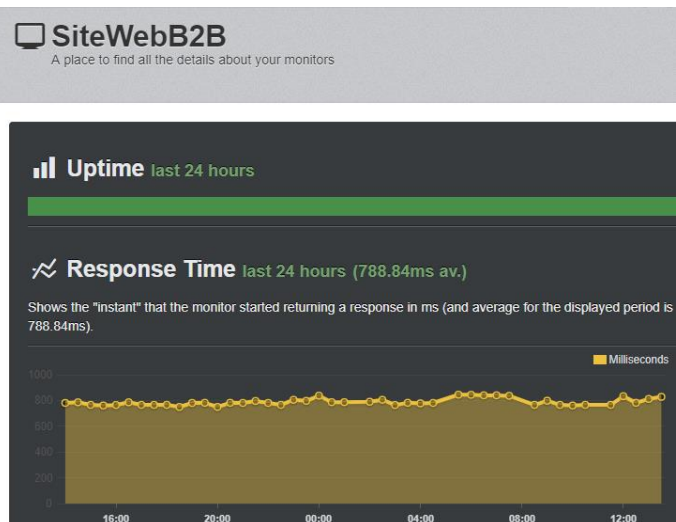 SiteWebB2B
A place to find all the details about your monitors
Uptime last 24 hours
Response Time last 24 hours (788.84ms av.)
Shows the "instant" that the monitor started returning a response in ms (and average for the displayed period is
788.84ms).
Milliseconds
1000
800
600
400
200
0
16:00 20:00 00:00 04:00 08:00 12:00